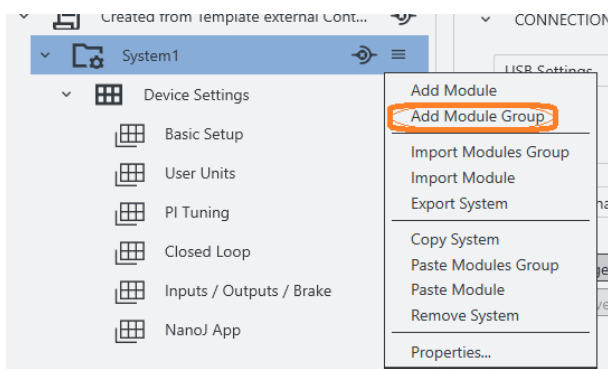 Created from Template external Cont...
CONNECTION
System1
USB Settings
Device Settings
Basic Setup
User Units
PI Tuning
Closed Loop
Inputs / Outputs / Brake
NanoJ App
Add Module
Add Module Group
Import Modules Group
Import Module
Export System
Copy System
Paste Modules Group
Paste Module
Remove System
Properties...